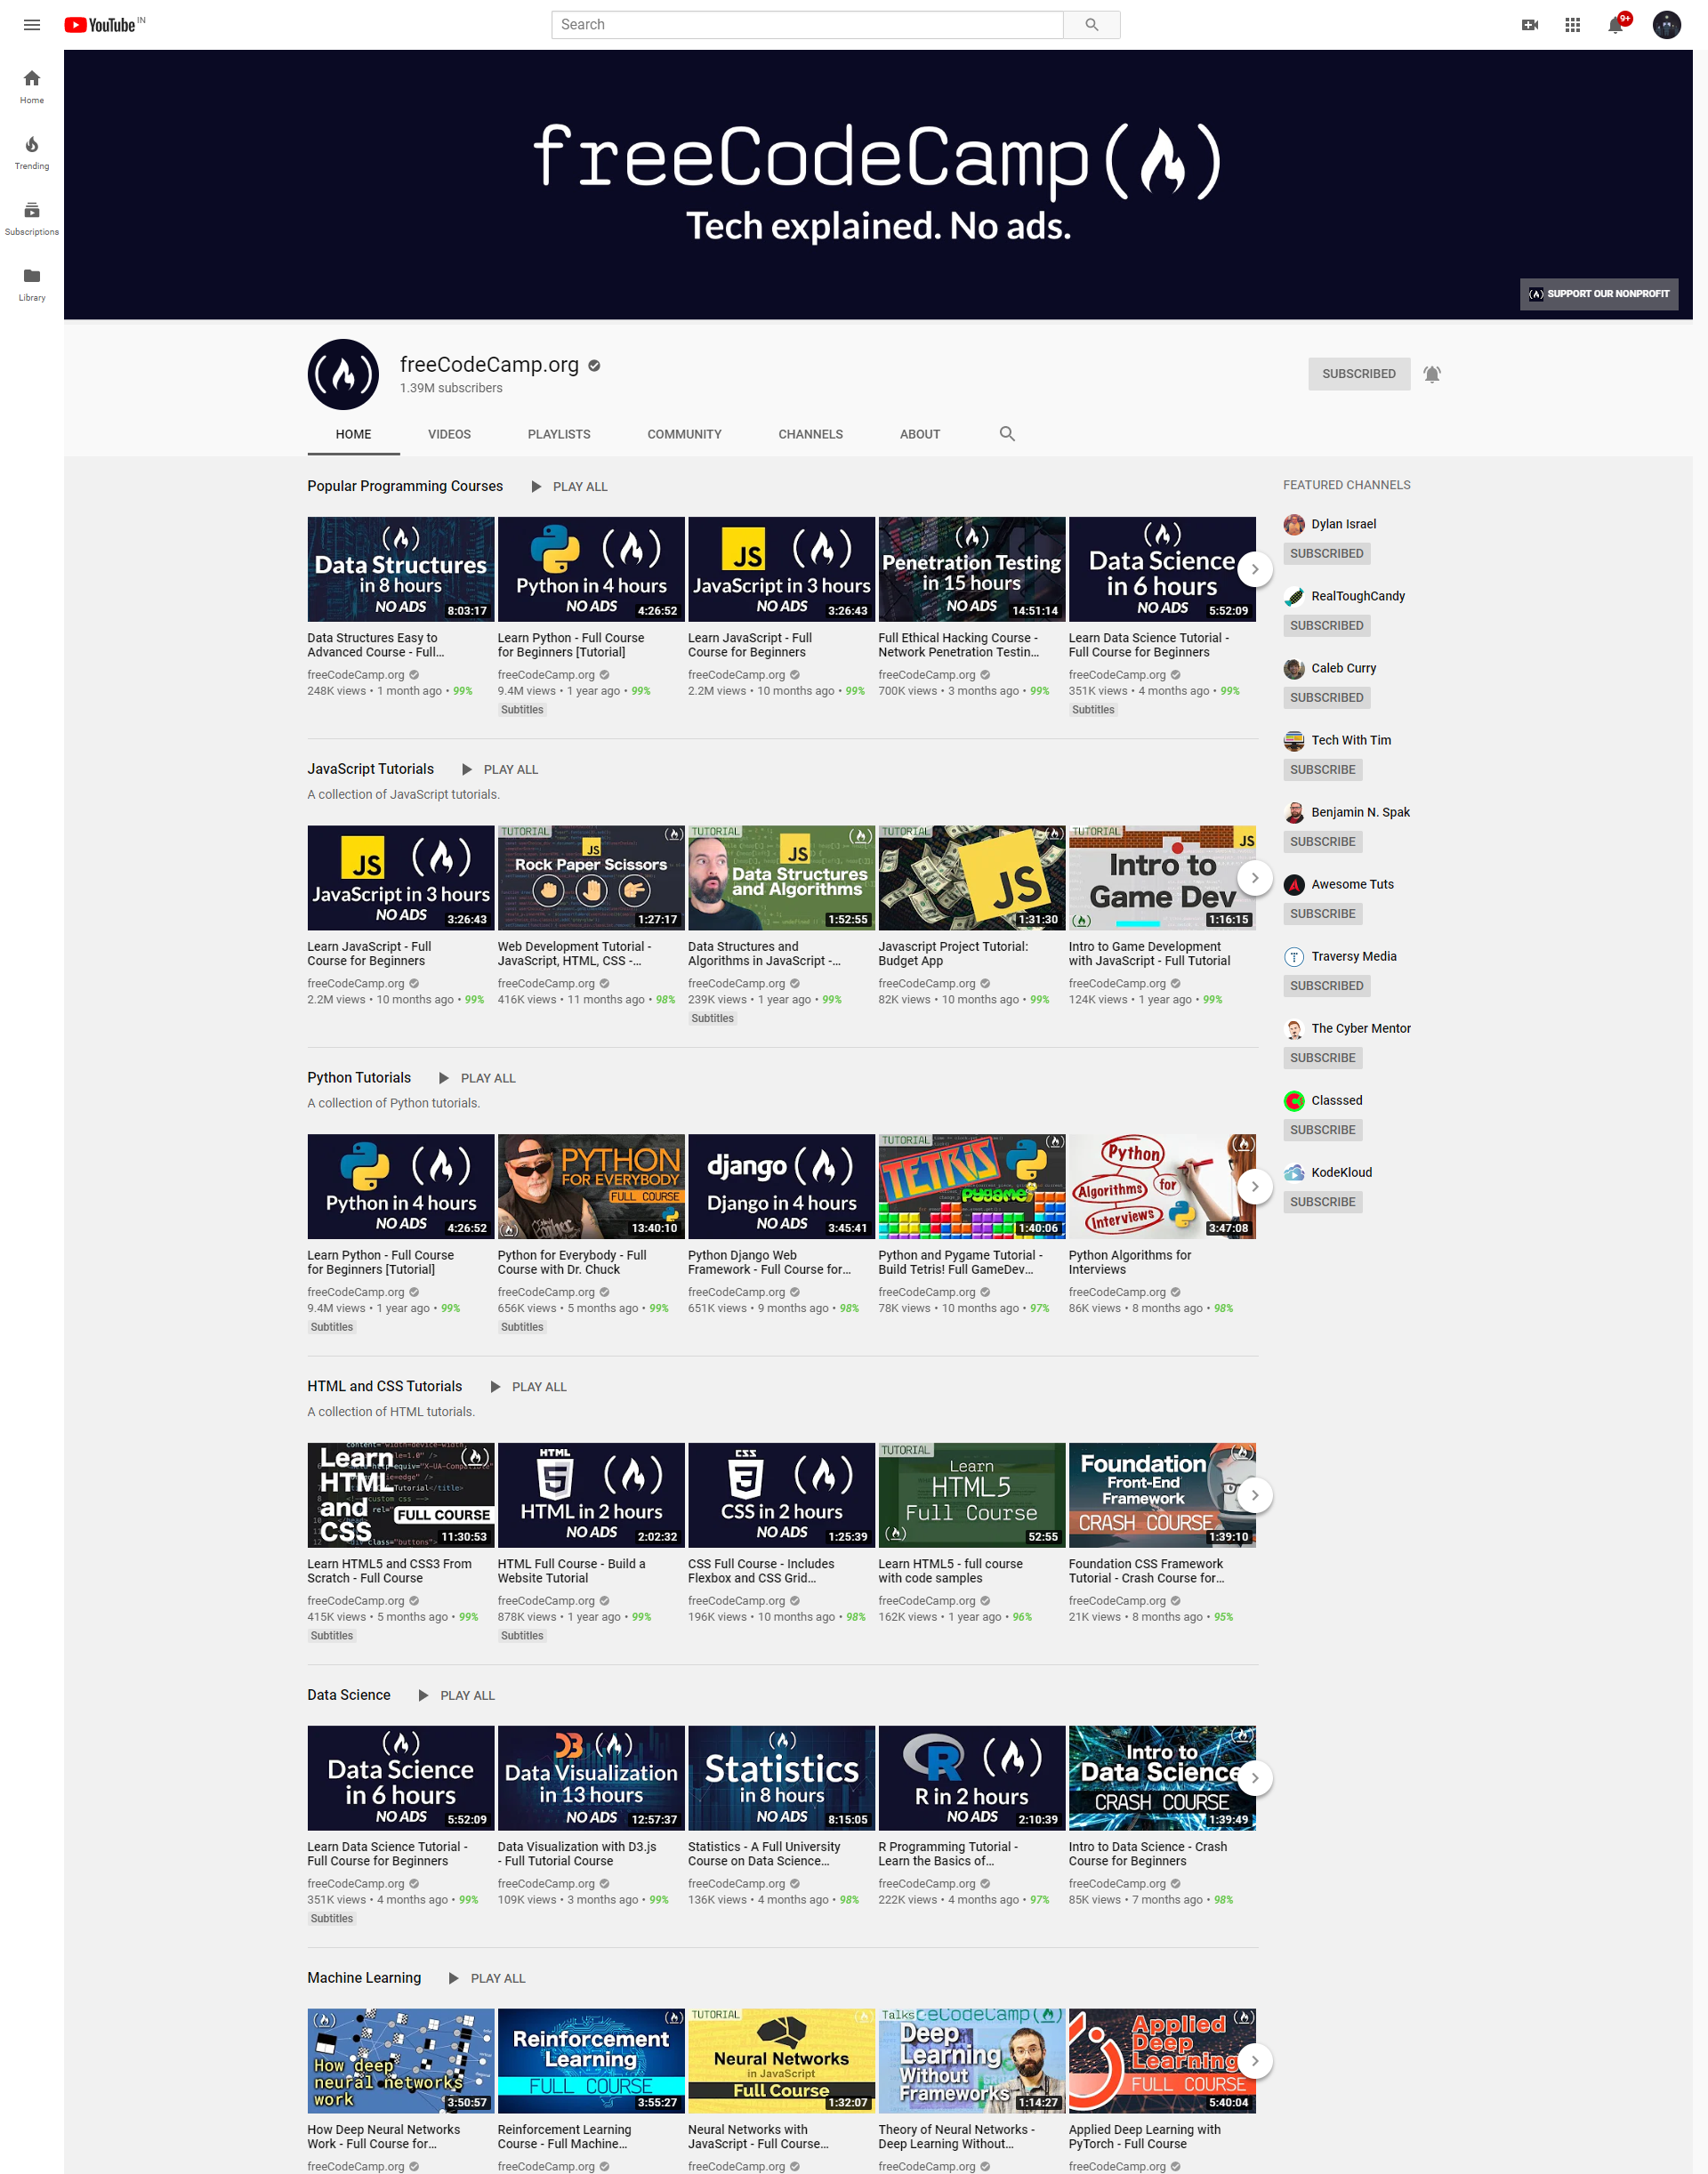 YouTube IN
Search
9+
Home
Trending
Subscriptions
Library
freeCodeCamp(🔥)
Tech explained. No ads.
SUPPORT OUR NONPROFIT
freeCodeCamp.org
1.39M subscribers
SUBSCRIBED
HOME VIDEOS PLAYLISTS COMMUNITY CHANNELS ABOUT
Popular Programming Courses PLAY ALL
Data Structures
in 8 hours
NO ADS
8:03:17
Python in 4 hours
NO ADS
4:26:52
JS
JavaScript in 3 hours
NO ADS
3:26:43
Penetration Testing
in 15 hours
NO ADS
14:51:14
Data Science
in 6 hours
NO ADS
5:52:09
Data Structures Easy to
Advanced Course - Full...
freeCodeCamp.org
248K views • 1 month ago • 99%
Learn Python - Full Course
for Beginners [Tutorial]
freeCodeCamp.org
9.4M views • 1 year ago • 99%
Subtitles
Learn JavaScript - Full
Course for Beginners
freeCodeCamp.org
2.2M views • 10 months ago • 99%
Full Ethical Hacking Course -
Network Penetration Testin...
freeCodeCamp.org
700K views • 3 months ago • 99%
Learn Data Science Tutorial -
Full Course for Beginners
freeCodeCamp.org
351K views • 4 months ago • 99%
Subtitles
JavaScript Tutorials PLAY ALL
A collection of JavaScript tutorials.
JS
JavaScript in 3 hours
NO ADS
3:26:43
TUTORIAL
JS
Rock Paper Scissors
1:27:17
TUTORIAL
JS
Data Structures
and Algorithms
1:52:55
TUTORIAL
JS
1:31:30
TUTORIAL
JS
Intro to
Game Dev
1:16:15
Learn JavaScript - Full
Course for Beginners
freeCodeCamp.org
2.2M views • 10 months ago • 99%
Web Development Tutorial -
JavaScript, HTML, CSS -...
freeCodeCamp.org
416K views • 11 months ago • 98%
Data Structures and
Algorithms in JavaScript -...
freeCodeCamp.org
239K views • 1 year ago • 99%
Subtitles
Javascript Project Tutorial:
Budget App
freeCodeCamp.org
82K views • 10 months ago • 99%
Intro to Game Development
with JavaScript - Full Tutorial
freeCodeCamp.org
124K views • 1 year ago • 99%
Python Tutorials PLAY ALL
A collection of Python tutorials.
Python in 4 hours
NO ADS
4:26:52
PYTHON
FOR EVERYBODY
FULL COURSE
13:40:10
django
Django in 4 hours
NO ADS
3:45:41
TUTORIAL
TETRIS
pygame
1:40:06
Python
Algorithms for
Interviews
3:47:08
Learn Python - Full Course
for Beginners [Tutorial]
freeCodeCamp.org
9.4M views • 1 year ago • 99%
Subtitles
Python for Everybody - Full
Course with Dr. Chuck
freeCodeCamp.org
656K views • 5 months ago • 99%
Subtitles
Python Django Web
Framework - Full Course for...
freeCodeCamp.org
651K views • 9 months ago • 98%
Python and Pygame Tutorial -
Build Tetris! Full GameDev...
freeCodeCamp.org
78K views • 10 months ago • 97%
Python Algorithms for
Interviews
freeCodeCamp.org
86K views • 8 months ago • 98%
HTML and CSS Tutorials PLAY ALL
A collection of HTML tutorials.
Learn
HTML
and
CSS
FULL COURSE
11:30:53
HTML
5
HTML in 2 hours
NO ADS
2:02:32
CSS
3
CSS in 2 hours
NO ADS
1:25:39
TUTORIAL
Learn
HTML5
Full Course
52:55
Foundation
Front-End
Framework
CRASH COURSE
1:39:10
Learn HTML5 and CSS3 From
Scratch - Full Course
freeCodeCamp.org
415K views • 5 months ago • 99%
Subtitles
HTML Full Course - Build a
Website Tutorial
freeCodeCamp.org
878K views • 1 year ago • 99%
Subtitles
CSS Full Course - Includes
Flexbox and CSS Grid...
freeCodeCamp.org
196K views • 10 months ago • 98%
Learn HTML5 - full course
with code samples
freeCodeCamp.org
162K views • 1 year ago • 96%
Foundation CSS Framework
Tutorial - Crash Course for...
freeCodeCamp.org
21K views • 8 months ago • 95%
Data Science PLAY ALL
Data Science
in 6 hours
NO ADS
5:52:09
Data Visualization
in 13 hours
NO ADS
12:57:37
Statistics
in 8 hours
NO ADS
8:15:05
R
R in 2 hours
NO ADS
2:10:39
Intro to
Data Science
CRASH COURSE
1:39:49
Learn Data Science Tutorial -
Full Course for Beginners
freeCodeCamp.org
351K views • 4 months ago • 99%
Subtitles
Data Visualization with D3.js
- Full Tutorial Course
freeCodeCamp.org
109K views • 3 months ago • 99%
Statistics - A Full University
Course on Data Science...
freeCodeCamp.org
136K views • 4 months ago • 98%
R Programming Tutorial -
Learn the Basics of...
freeCodeCamp.org
222K views • 4 months ago • 97%
Intro to Data Science - Crash
Course for Beginners
freeCodeCamp.org
85K views • 7 months ago • 98%
Machine Learning PLAY ALL
How deep
neural networks
work
3:50:57
Reinforcement
Learning
FULL COURSE
3:55:27
TUTORIAL
Neural Networks
in JavaScript
Full Course
1:32:07
Talks
eCodeCamp
Deep
Learning
Without
Frameworks
1:14:27
Applied
Deep
Learning
FULL COURSE
5:40:04
How Deep Neural Networks
Work - Full Course for...
freeCodeCamp.org
Reinforcement Learning
Course - Full Machine...
freeCodeCamp.org
Neural Networks with
JavaScript - Full Course...
freeCodeCamp.org
Theory of Neural Networks -
Deep Learning Without...
freeCodeCamp.org
Applied Deep Learning with
PyTorch - Full Course
freeCodeCamp.org
FEATURED CHANNELS
Dylan Israel
SUBSCRIBED
RealToughCandy
SUBSCRIBED
Caleb Curry
SUBSCRIBED
Tech With Tim
SUBSCRIBE
Benjamin N. Spak
SUBSCRIBE
Awesome Tuts
SUBSCRIBE
Traversy Media
SUBSCRIBED
The Cyber Mentor
SUBSCRIBE
Classsed
SUBSCRIBE
KodeKloud
SUBSCRIBE